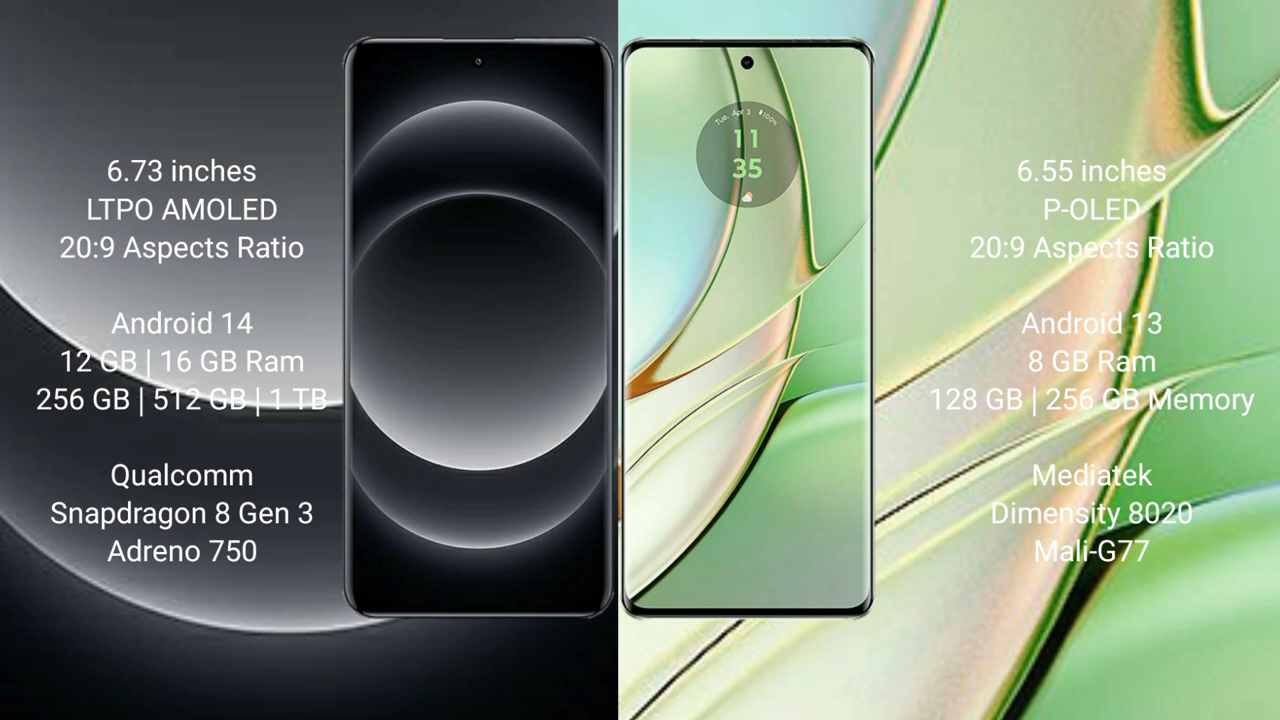 6.73 inches
LTPO AMOLED
20:9 Aspects Ratio
Android 14
12 GB | 16 GB Ram
256 GB | 512 GB | 1 TB
Qualcomm
Snapdragon 8 Gen 3
Adreno 750
Tue, Apr 3 100%
11
35
6.55 inches
P-OLED
20:9 Aspects Ratio
Android 13
8 GB Ram
128 GB | 256 GB Memory
Mediatek
Dimensity 8020
Mali-G77